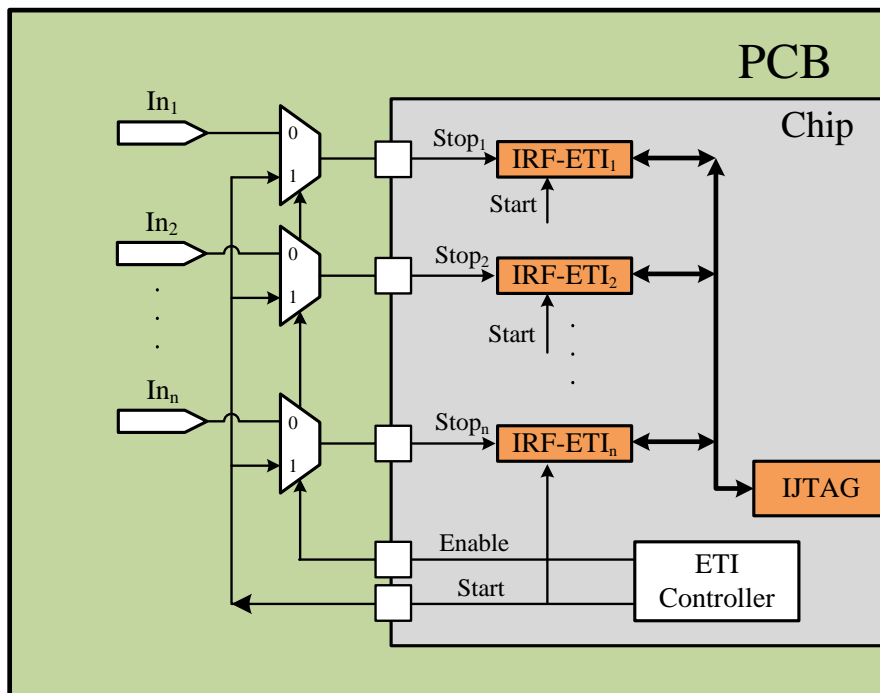 PCB
Chip
In₁
0
1
Stop₁
IRF-ETI₁
Start
In₂
0
1
Stop₂
IRF-ETI₂
Start
Inₙ
0
1
Stopₙ
IRF-ETIₙ
IJTAG
Enable
Start
ETI
Controller